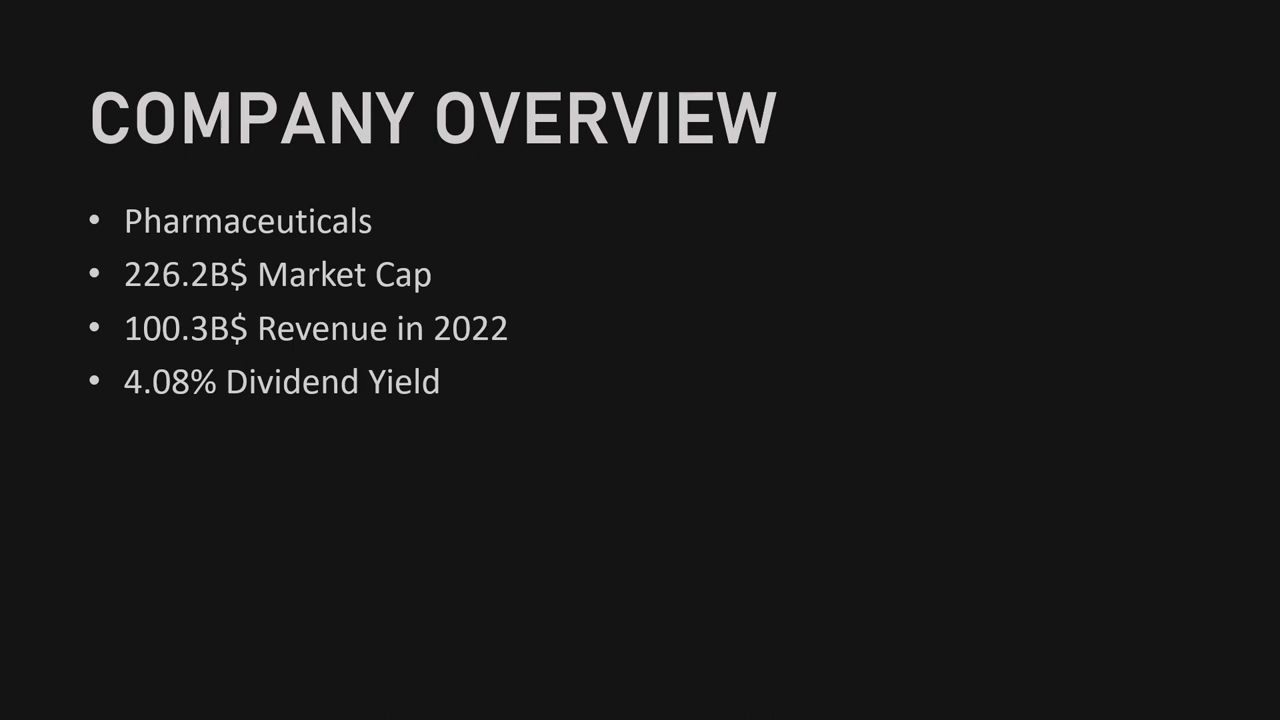 COMPANY OVERVIEW
• Pharmaceuticals
• 226.2B$ Market Cap
• 100.3B$ Revenue in 2022
• 4.08% Dividend Yield